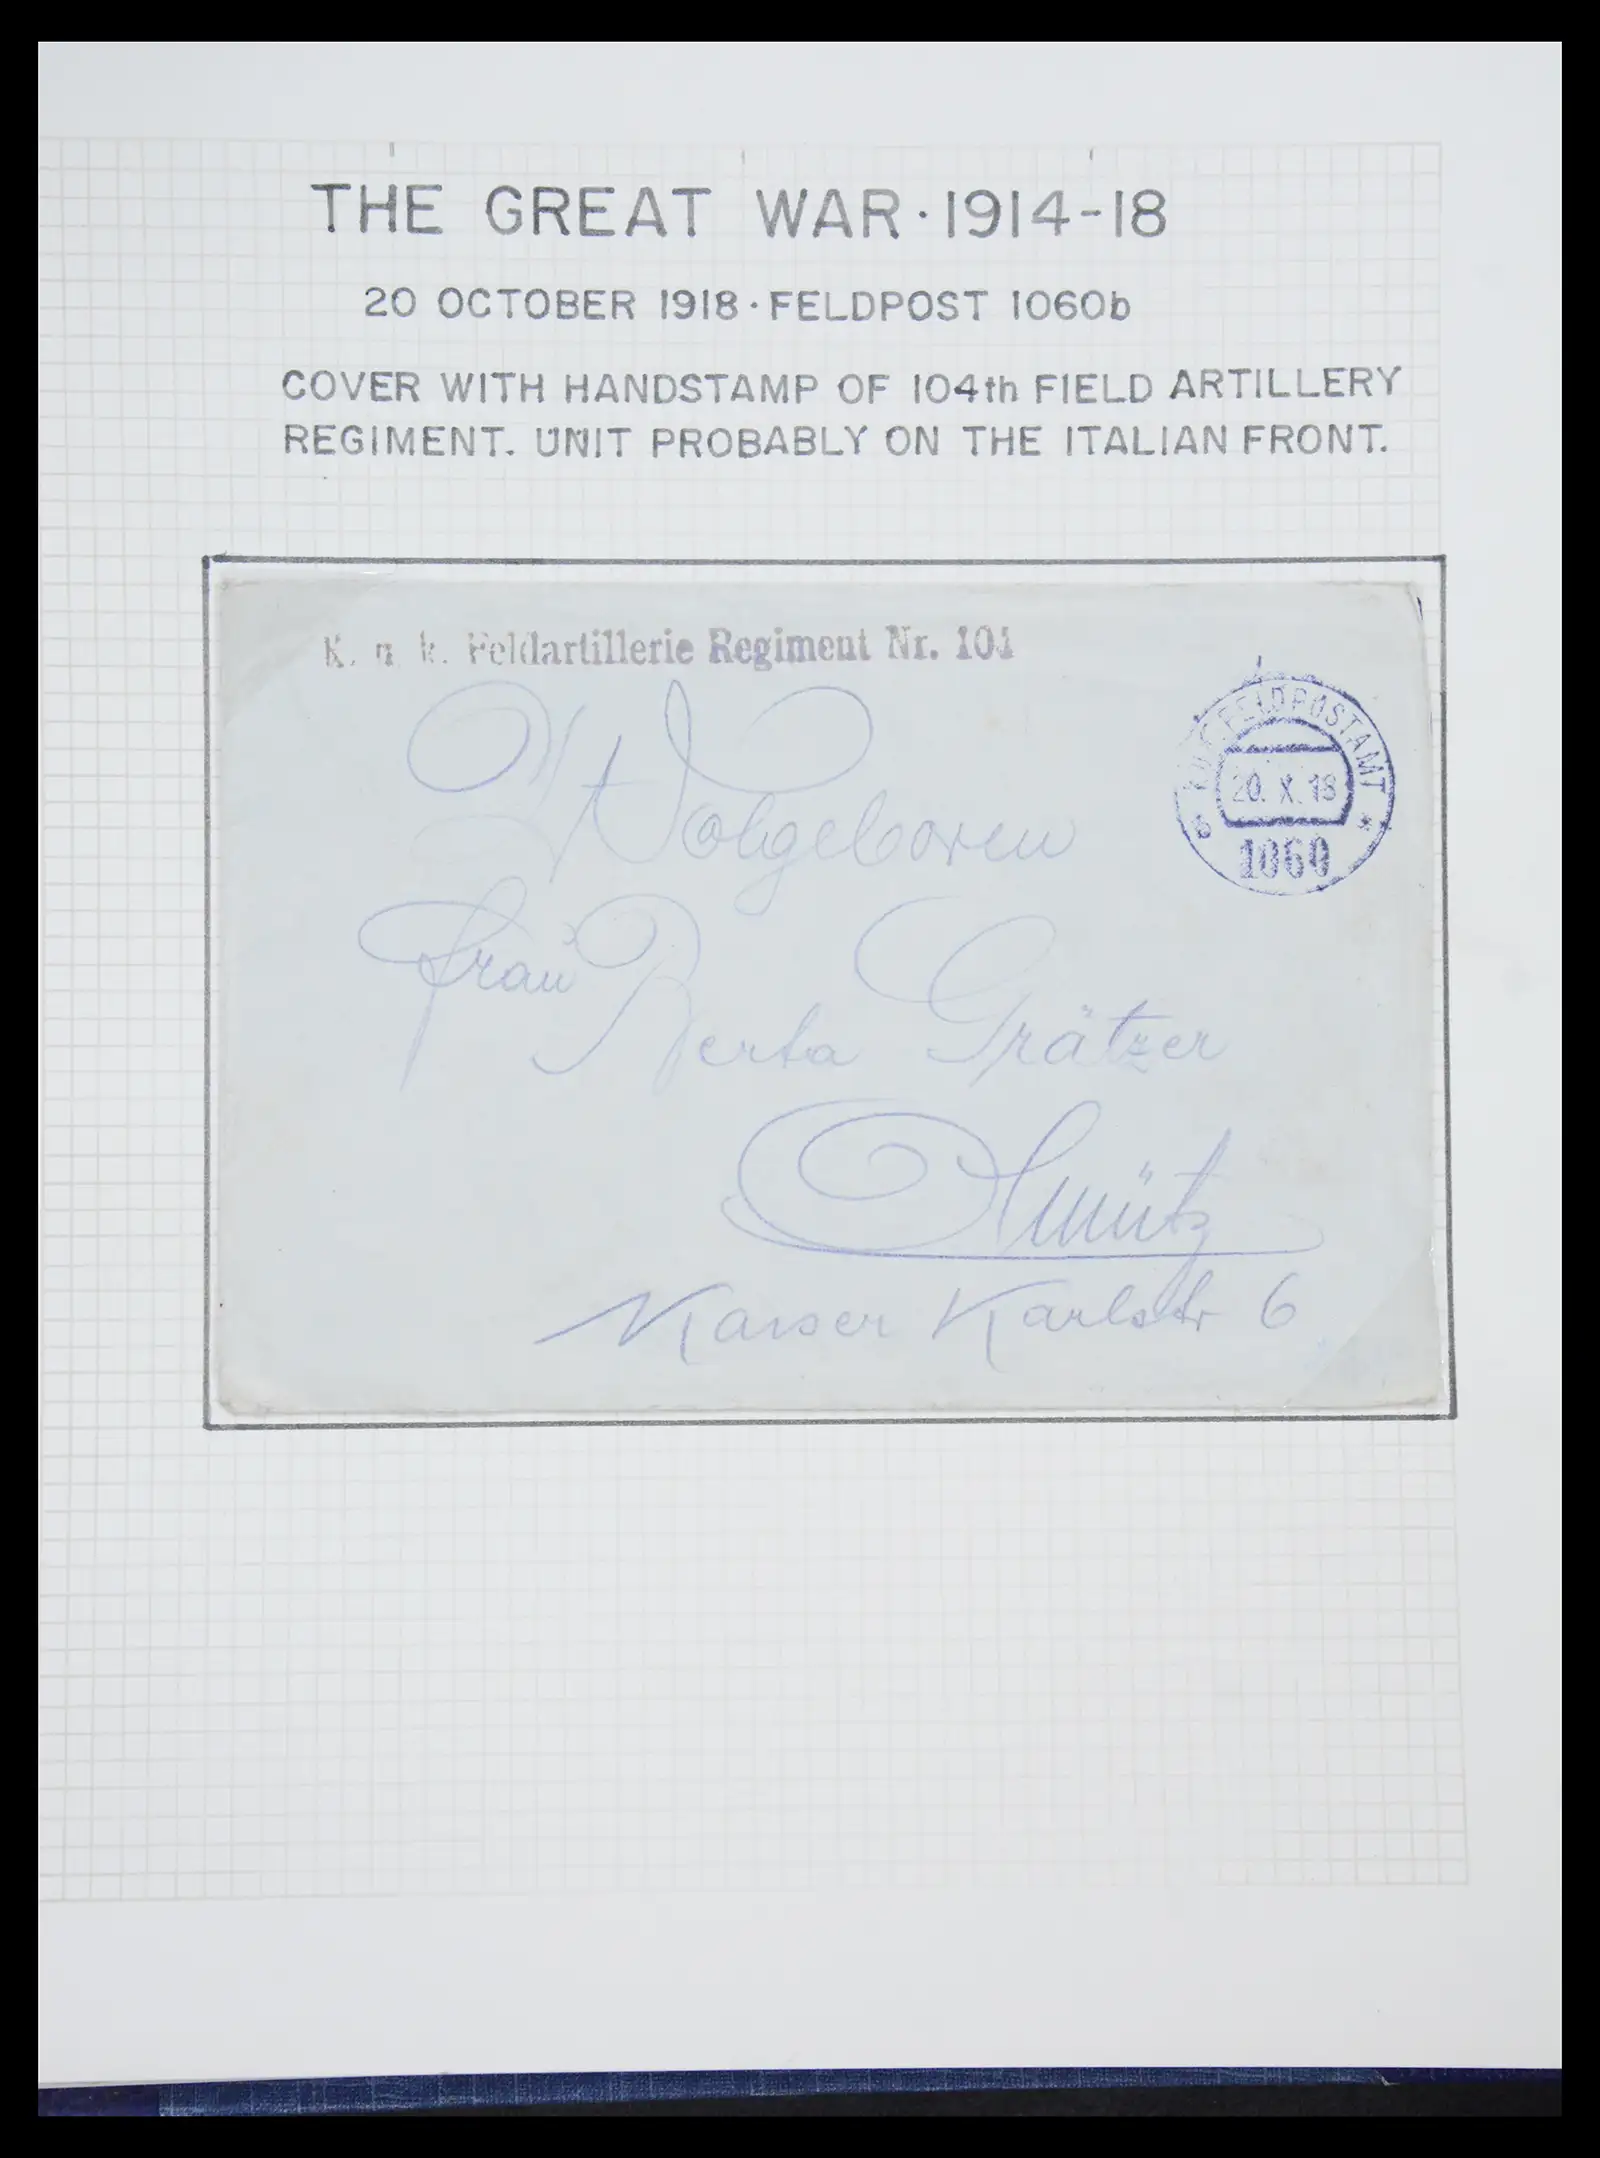 THE GREAT WAR · 1914-18
20 OCTOBER 1918 · FELDPOST 1060b
COVER WITH HANDSTAMP OF 104th FIELD ARTILLERY
REGIMENT. UNIT PROBABLY ON THE ITALIAN FRONT.
K. u. k. Feldartillerie Regiment Nr. 104
K.U.K. FELDPOSTAMT
20. X. 18
b *
1060
Wohgeboren
Frau Berta Grätzer
Olmütz
Kaiser Karlstr 6